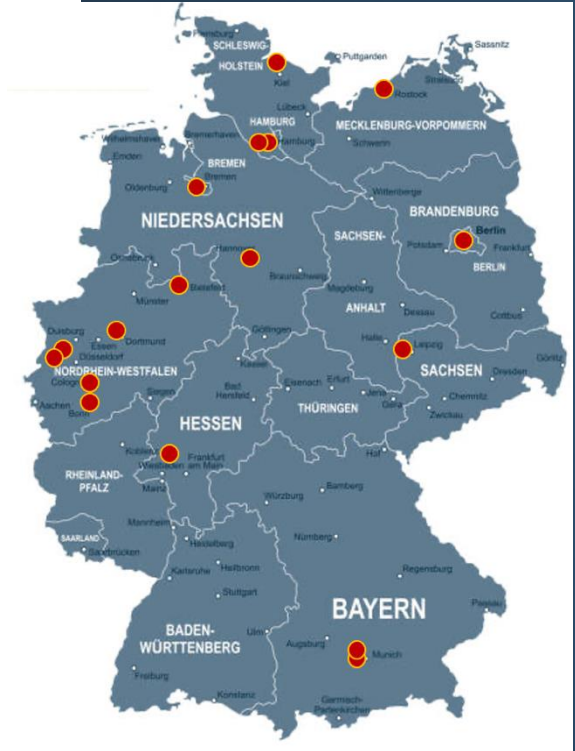 Flensburg
SCHLESWIG-
HOLSTEIN
Kiel
Puttgarden
Sassnitz
Stralsund
Rostock
Lübeck
HAMBURG
Hamburg
MECKLENBURG-VORPOMMERN
Schwerin
Wilhelmshaven
Bremerhaven
Emden
BREMEN
Bremen
Oldenburg
Wittenberge
NIEDERSACHSEN
BRANDENBURG
SACHSEN-
Berlin
Potsdam
Frankfurt
BERLIN
Hannover
Osnabrück
Braunschweig
Magdeburg
Bielefeld
Münster
ANHALT
Dessau
Cottbus
Duisburg
Essen
Dortmund
Göttingen
Halle
Leipzig
Düsseldorf
Kassel
NORDRHEIN-WESTFALEN
SACHSEN
Görlitz
Dresden
Cologne
Siegen
Bad
Hersfeld
Eisenach
Erfurt
Jena
Gera
Chemnitz
Zwickau
Aachen
Bonn
THÜRINGEN
HESSEN
Hof
Koblenz
Frankfurt
Wiesbaden am Main
RHEINLAND-
PFALZ
Mainz
Bamberg
Würzburg
Mannheim
SAARLAND
Saarbrücken
Heidelberg
Nürnberg
Karlsruhe
Heilbronn
Regensburg
Stuttgart
BAYERN
Passau
BADEN-
WÜRTTEMBERG
Ulm
Augsburg
Munich
Freiburg
Konstanz
Germisch-
Partenkirchen